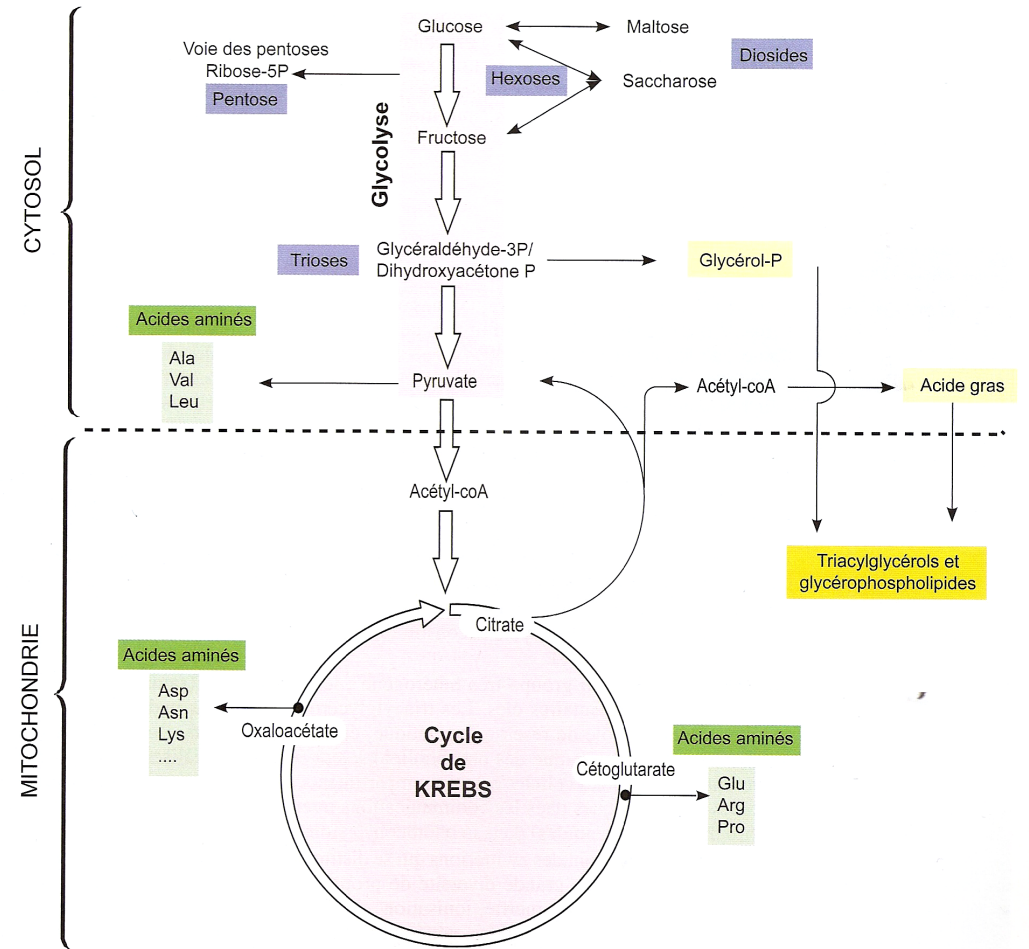 Glucose
Maltose
Voie des pentoses
Ribose-5P
Pentose
Hexoses
Diosides
Saccharose
Fructose
Glycolyse
CYTOSOL
Trioses
Glycéraldéhyde-3P/
Dihydroxyacétone P
Glycérol-P
Acides aminés
Ala
Val
Leu
Pyruvate
Acétyl-coA
Acide gras
Acétyl-coA
Triacylglycérols et
glycérophospholipides
Citrate
MITOCHONDRIE
Acides aminés
Asp
Asn
Lys
....
Oxaloacétate
Cycle
de
KREBS
Cétoglutarate
Acides aminés
Glu
Arg
Pro